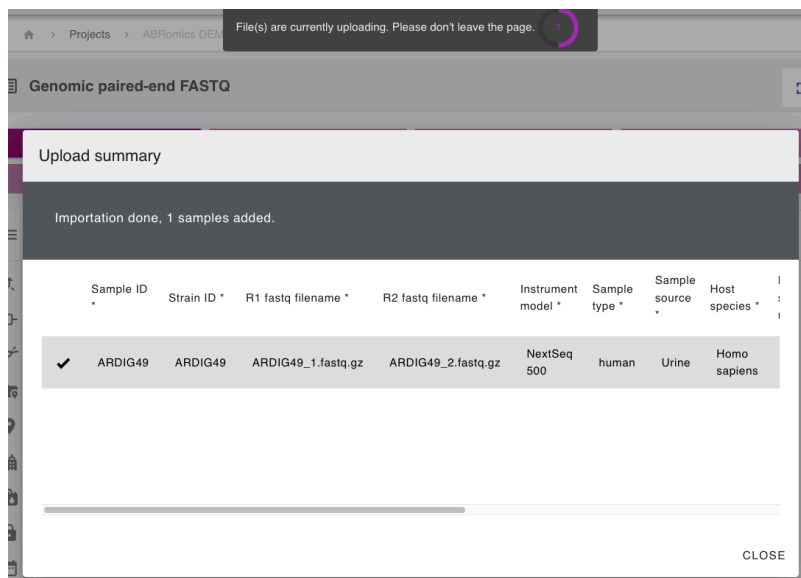 Projects > ABRomics DEM
File(s) are currently uploading. Please don't leave the page. 1
Genomic paired-end FASTQ
Upload summary
Importation done, 1 samples added.
Sample ID *
Strain ID *
R1 fastq filename *
R2 fastq filename *
Instrument model *
Sample type *
Sample source *
Host species *
ARDIG49
ARDIG49
ARDIG49_1.fastq.gz
ARDIG49_2.fastq.gz
NextSeq 500
human
Urine
Homo sapiens
CLOSE